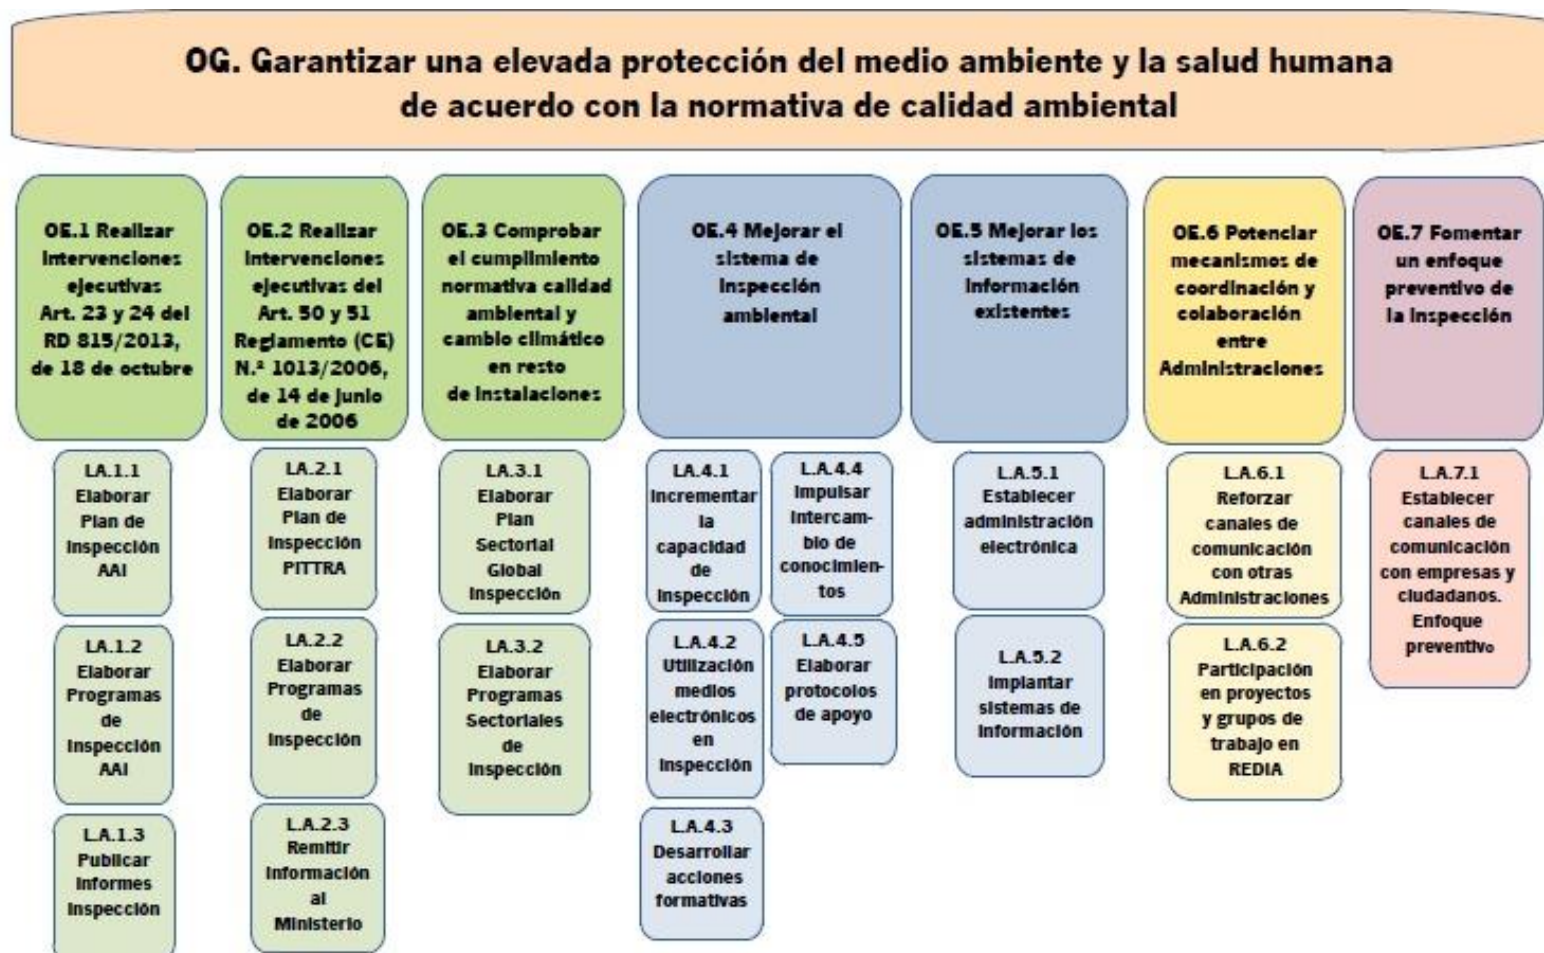 OG. Garantizar una elevada protección del medio ambiente y la salud humana
de acuerdo con la normativa de calidad ambiental
OE.1 Realizar
intervenciones
ejecutivas
Art. 23 y 24 del
RD 815/2013,
de 18 de octubre
OE.2 Realizar
intervenciones
ejecutivas del
Art. 50 y 51
Reglamento (CE)
N.º 1013/2006,
de 14 de junio
de 2006
OE.3 Comprobar
el cumplimiento
normativa calidad
ambiental y
cambio climático
en resto
de instalaciones
OE.4 Mejorar el
sistema de
inspección
ambiental
OE.5 Mejorar los
sistemas de
información
existentes
OE.6 Potenciar
mecanismos de
coordinación y
colaboración
entre
Administraciones
OE.7 Fomentar
un enfoque
preventivo de
la inspección
LA.1.1
Elaborar
Plan de
Inspección
AAI
L.A.1.2
Elaborar
Programas
de
Inspección
AAI
L.A.1.3
Publicar
informes
inspección
LA.2.1
Elaborar
Plan de
Inspección
PITTRA
LA.2.2
Elaborar
Programas
de
Inspección
L.A.2.3
Remitir
información
al
Ministerio
LA.3.1
Elaborar
Plan
Sectorial
Global
Inspección
LA.3.2
Elaborar
Programas
Sectoriales
de
Inspección
LA.4.1
Incrementar
la
capacidad
de
inspección
L.A.4.2
Utilización
medios
electrónicos
en
inspección
L.A.4.3
Desarrollar
acciones
formativas
LA.4.4
Impulsar
intercam-
bio de
conocimien-
tos
L.A.4.5
Elaborar
protocolos
de apoyo
L.A.5.1
Establecer
administración
electrónica
L.A.5.2
Implantar
sistemas de
información
L.A.6.1
Reforzar
canales de
comunicación
con otras
Administraciones
L.A.6.2
Participación
en proyectos
y grupos de
trabajo en
REDIA
L.A.7.1
Establecer
canales de
comunicación
con empresas y
ciudadanos.
Enfoque
preventivo